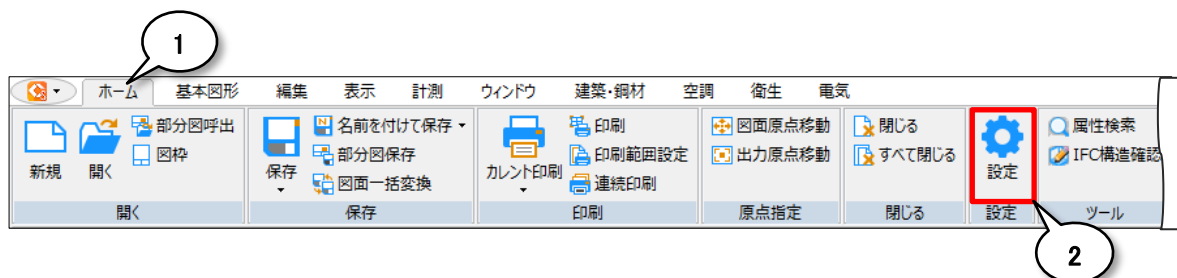 1
ホーム 基本図形 編集 表示 計測 ウィンドウ 建築・鋼材 空調 衛生 電気
新規
開く
部分図呼出
図枠
開く
保存
名前を付けて保存
部分図保存
図面一括変換
保存
カレント印刷
印刷
印刷範囲設定
連続印刷
印刷
図面原点移動
出力原点移動
原点指定
閉じる
すべて閉じる
閉じる
設定
設定
属性検索
IFC構造確認
ツール
2